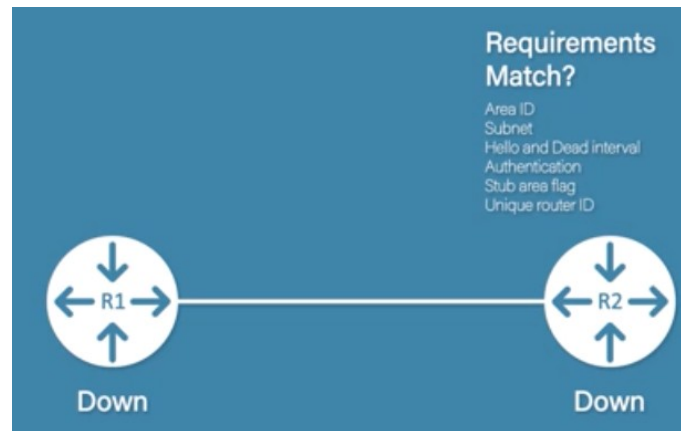 Requirements
Match?
Area ID
Subnet
Hello and Dead interval
Authentication
Stub area flag
Unique router ID
R1
R2
Down
Down